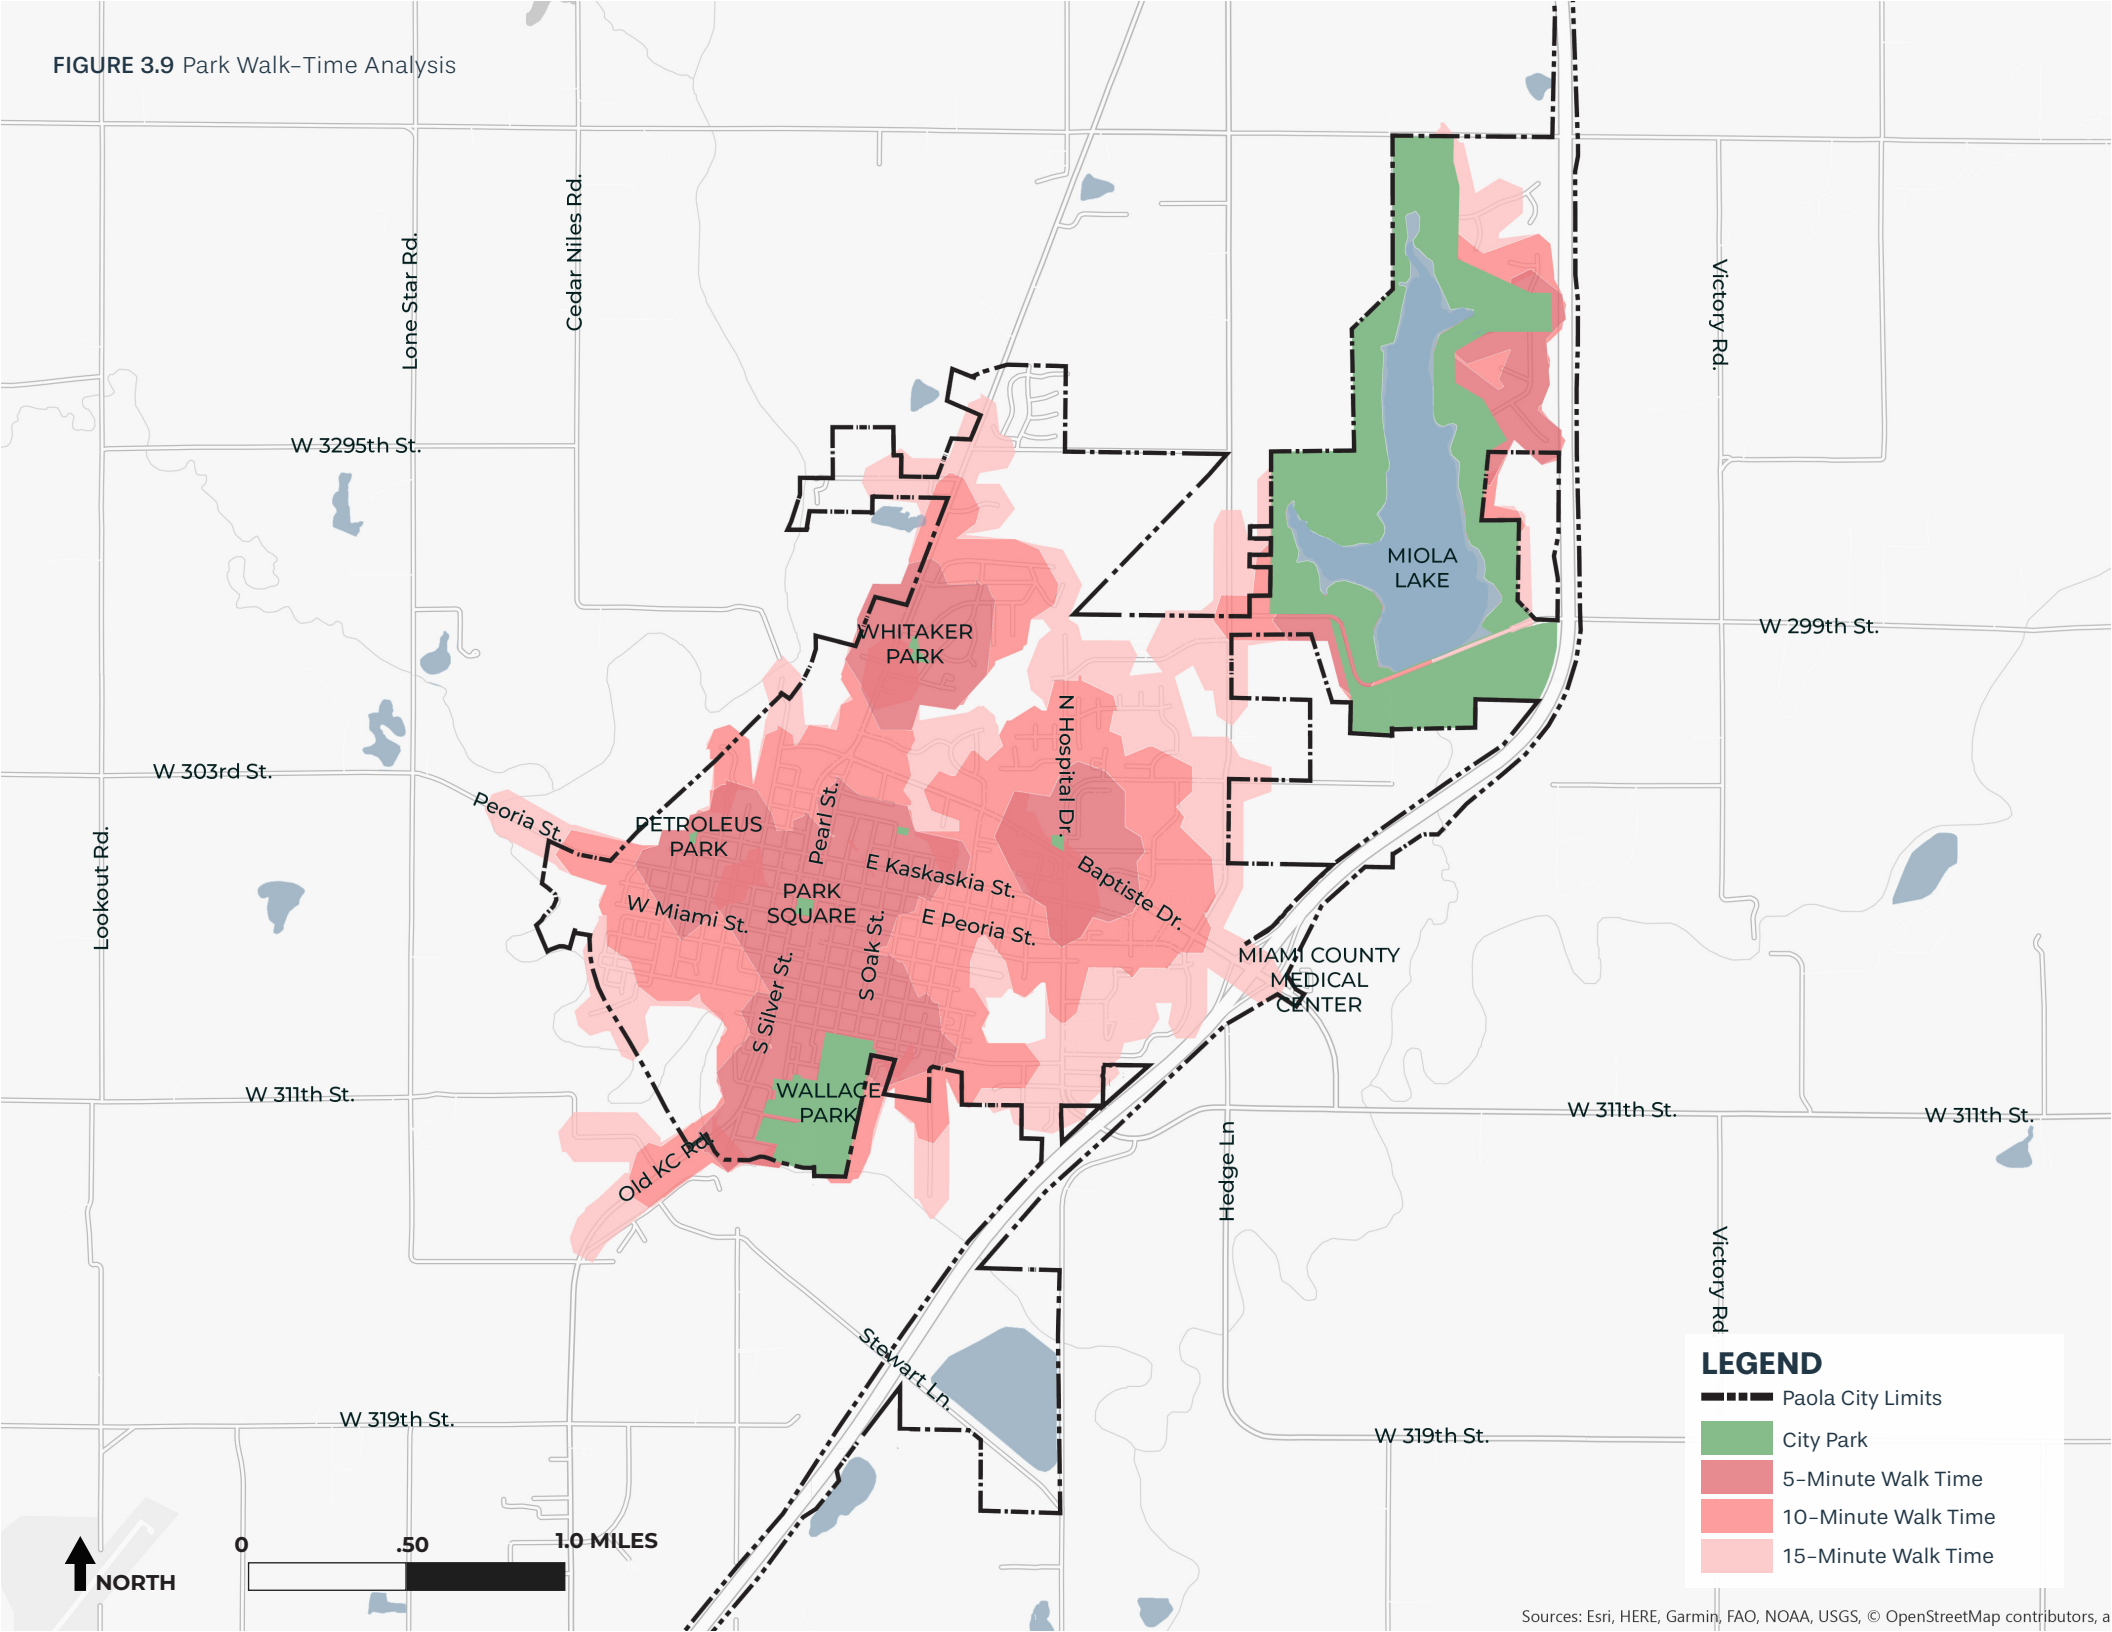 FIGURE 3.9 Park Walk-Time Analysis
Lone Star Rd.
Cedar Niles Rd.
Victory Rd.
W 3295th St.
MIOLA
LAKE
W 299th St.
WHITAKER
PARK
N Hospital Dr.
W 303rd St.
Peoria St.
PETROLEUS
PARK
Pearl St.
E Kaskaskia St.
Baptiste Dr.
Lookout Rd.
PARK
SQUARE
W Miami St.
E Peoria St.
S Oak St.
S Silver St.
MIAMI COUNTY
MEDICAL
CENTER
W 311th St.
WALLACE
PARK
W 311th St.
W 311th St.
Old KC Rd.
Hedge Ln
Victory Rd
Stewart Ln.
W 319th St.
W 319th St.
LEGEND
Paola City Limits
City Park
5-Minute Walk Time
10-Minute Walk Time
15-Minute Walk Time
0 .50 1.0 MILES
NORTH
Sources: Esri, HERE, Garmin, FAO, NOAA, USGS, © OpenStreetMap contributors, a